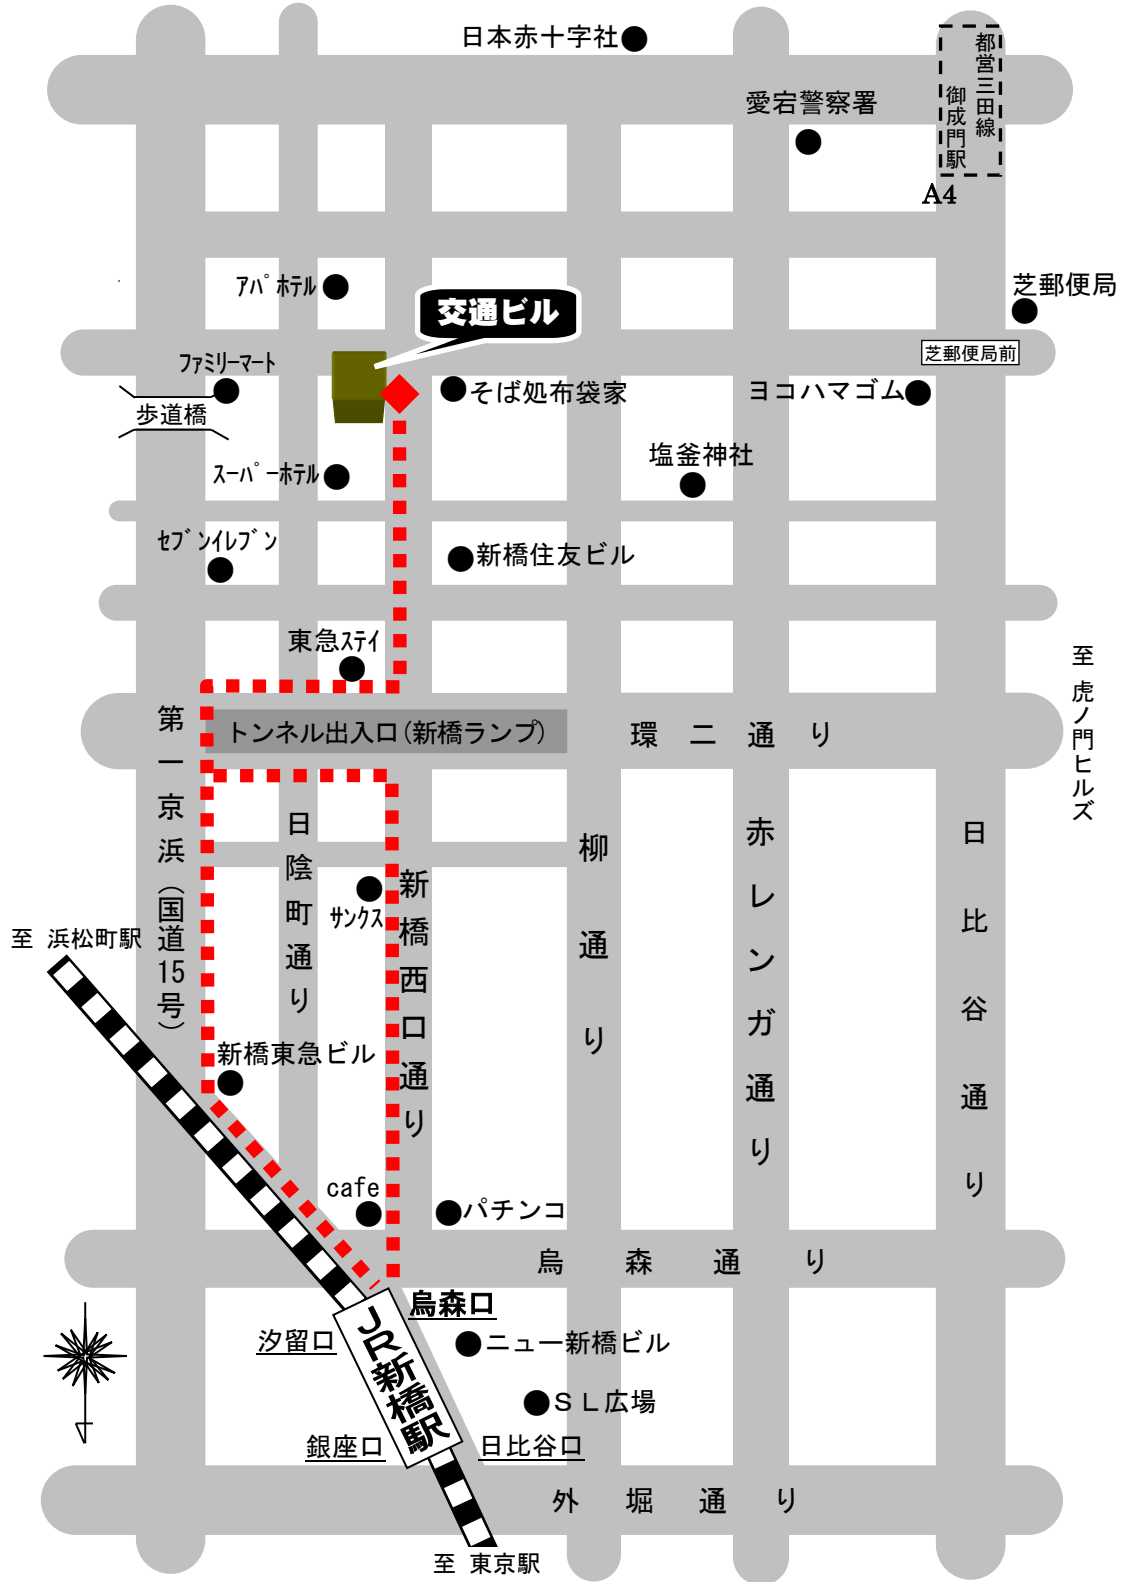 日本赤十字社
都営三田線
御成門駅
愛宕警察署
A4
アパホテル
交通ビル
芝郵便局
芝郵便局前
ファミリーマート
歩道橋
そば処布袋家
ヨコハマゴム
スーパーホテル
塩釜神社
セブンイレブン
新橋住友ビル
東急ステイ
至 虎ノ門ヒルズ
トンネル出入口(新橋ランプ)
環二通り
第一京浜(国道15号)
日陰町通り
新橋西口通り
柳通り
赤レンガ通り
日比谷通り
サンクス
至 浜松町駅
新橋東急ビル
cafe
パチンコ
烏森通り
烏森口
汐留口
JR新橋駅
ニュー新橋ビル
SL広場
銀座口
日比谷口
外堀通り
至 東京駅